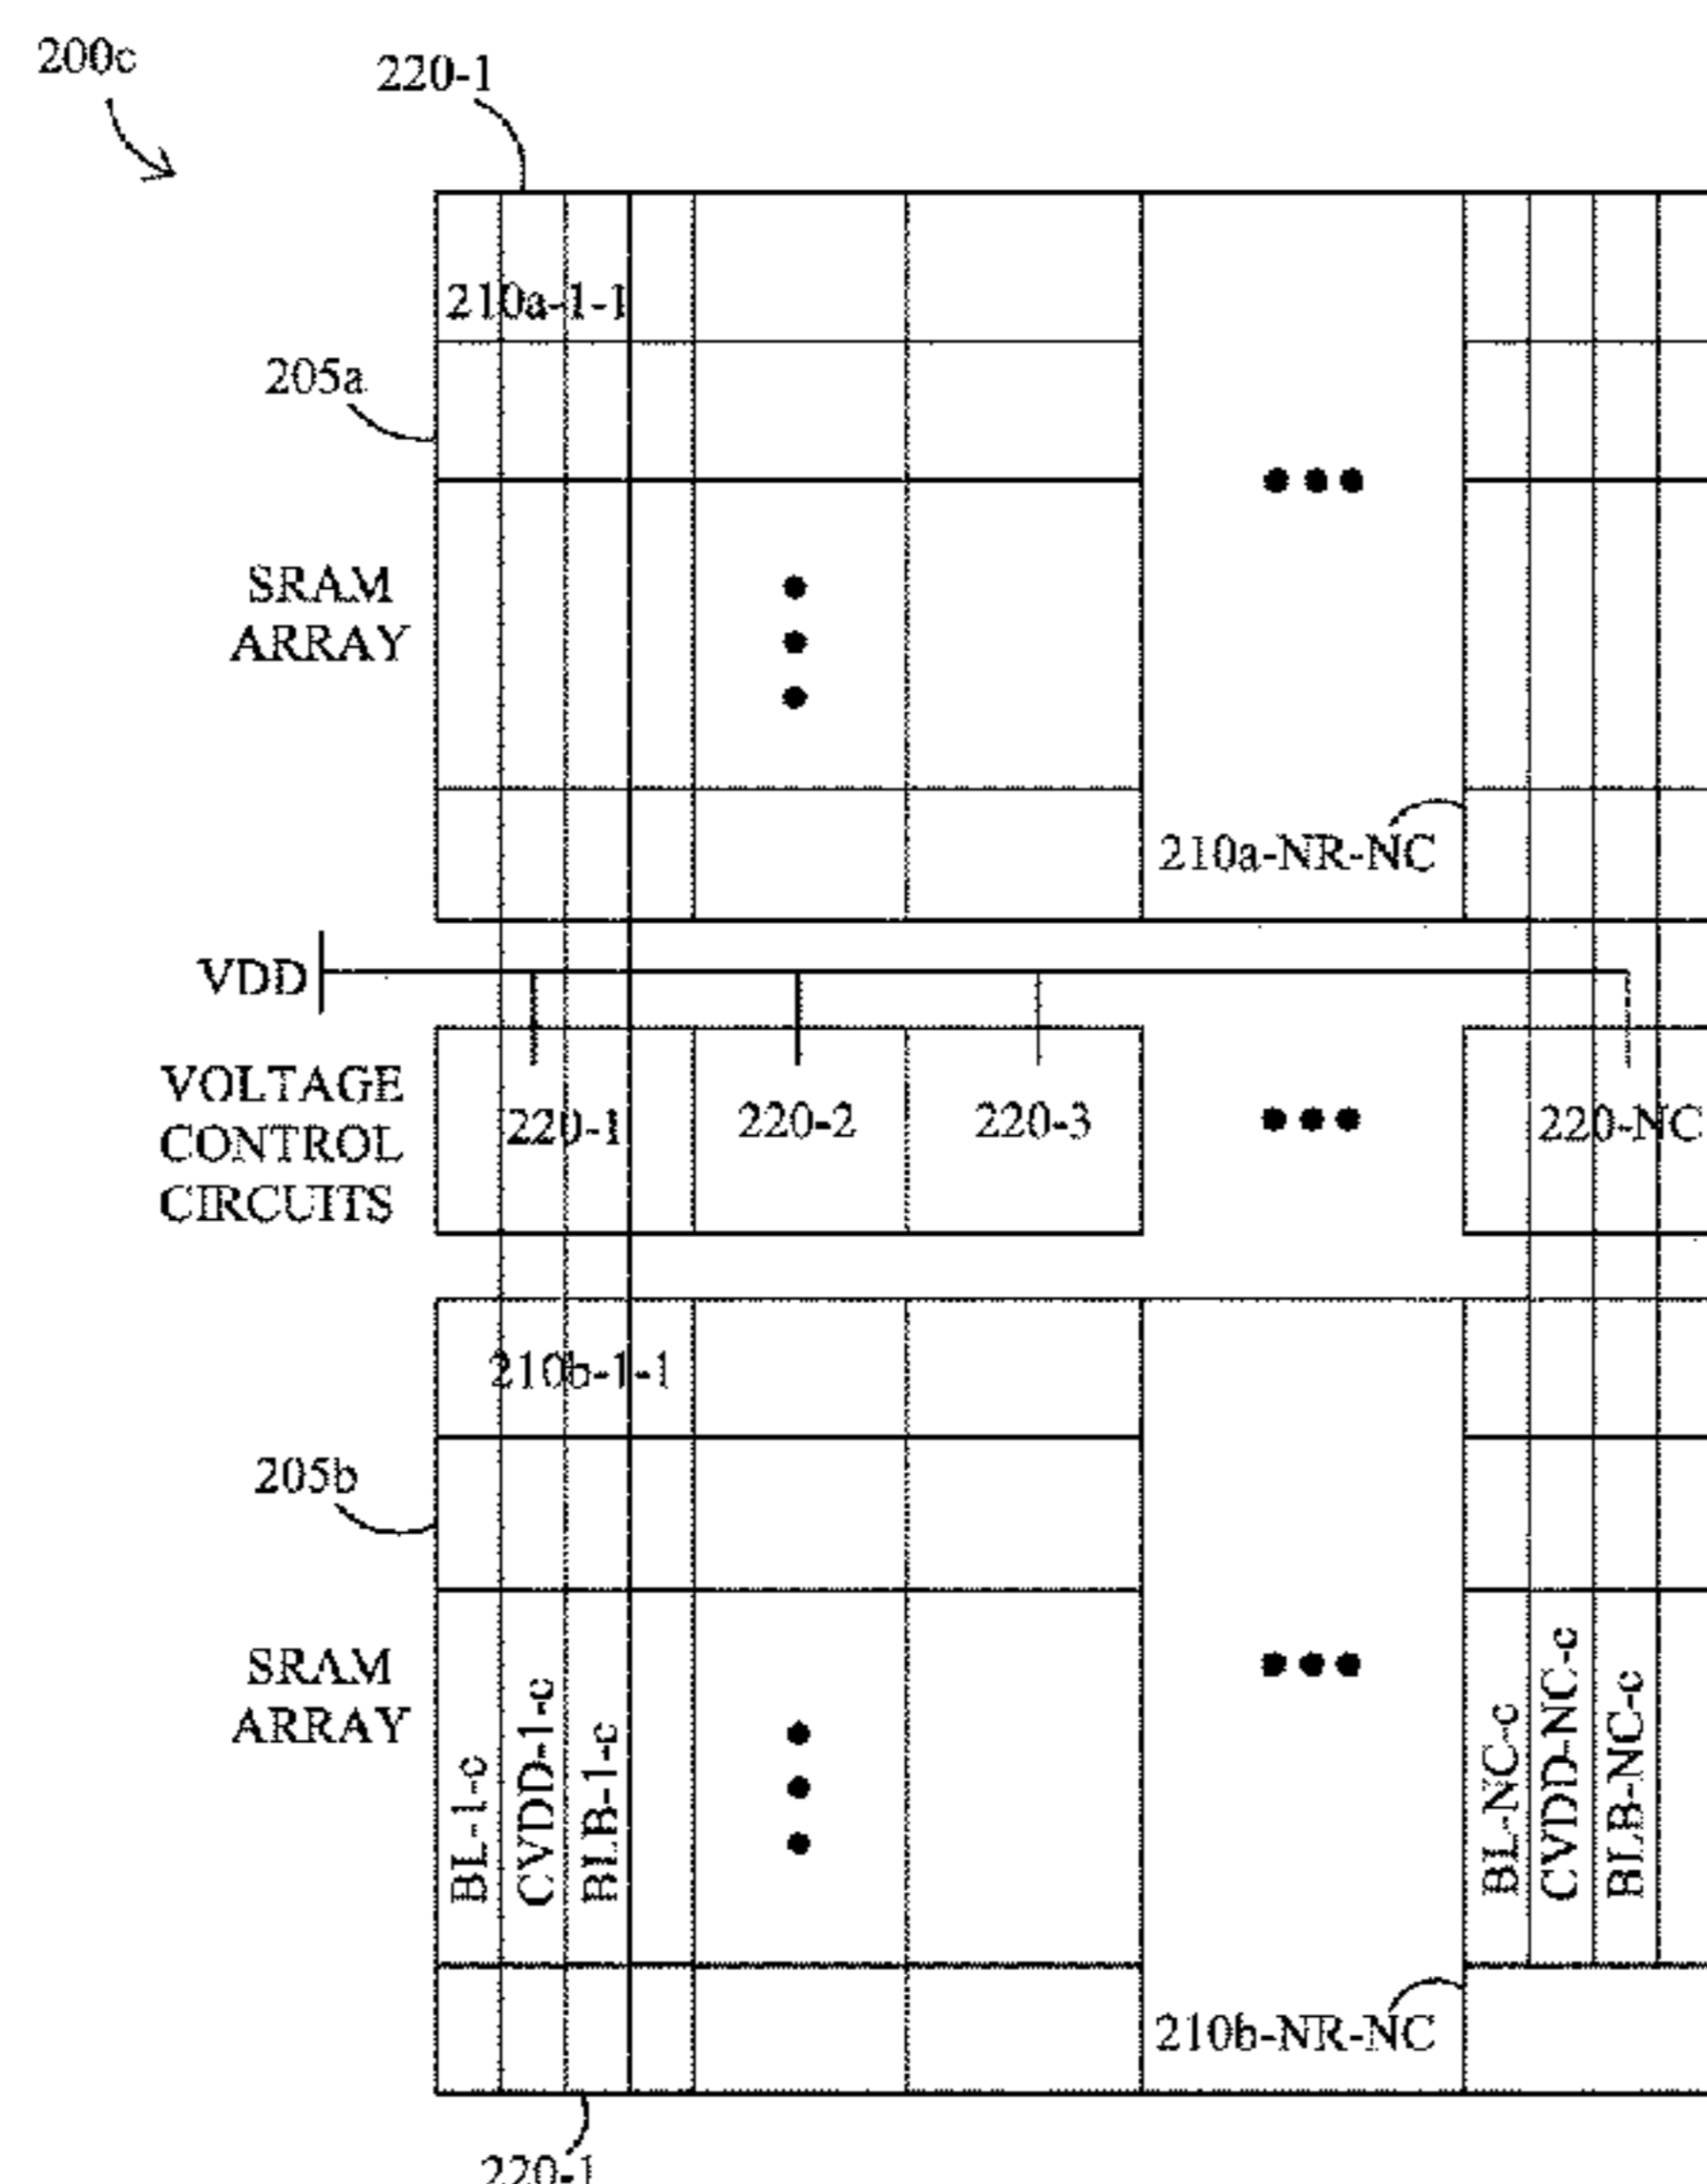 200c
220-1
210a-1-1
205a
SRAM
ARRAY
210a-NR-NC
VDD
VOLTAGE
CONTROL
CIRCUITS
220-1
220-2
220-3
220-NC
210b-1-1
205b
SRAM
ARRAY
BL-1-c
CVDD-1-c
BLB-1-c
BL-NC-c
CVDD-NC-c
BLB-NC-c
210b-NR-NC
220-1